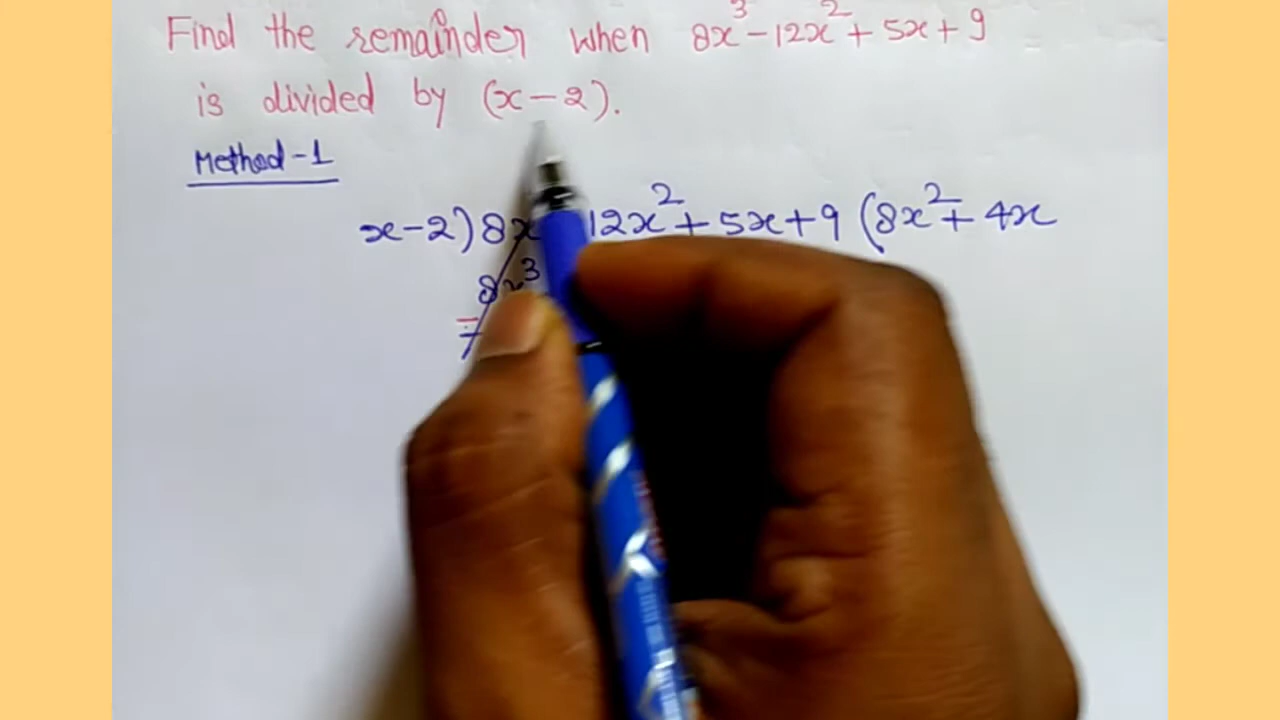 Find the remainder when 8x³ - 12x² + 5x + 9
is divided by (x - 2).
Method - 1
x - 2) 8x 12x² + 5x + 9 (8x² + 4x
8x³
-